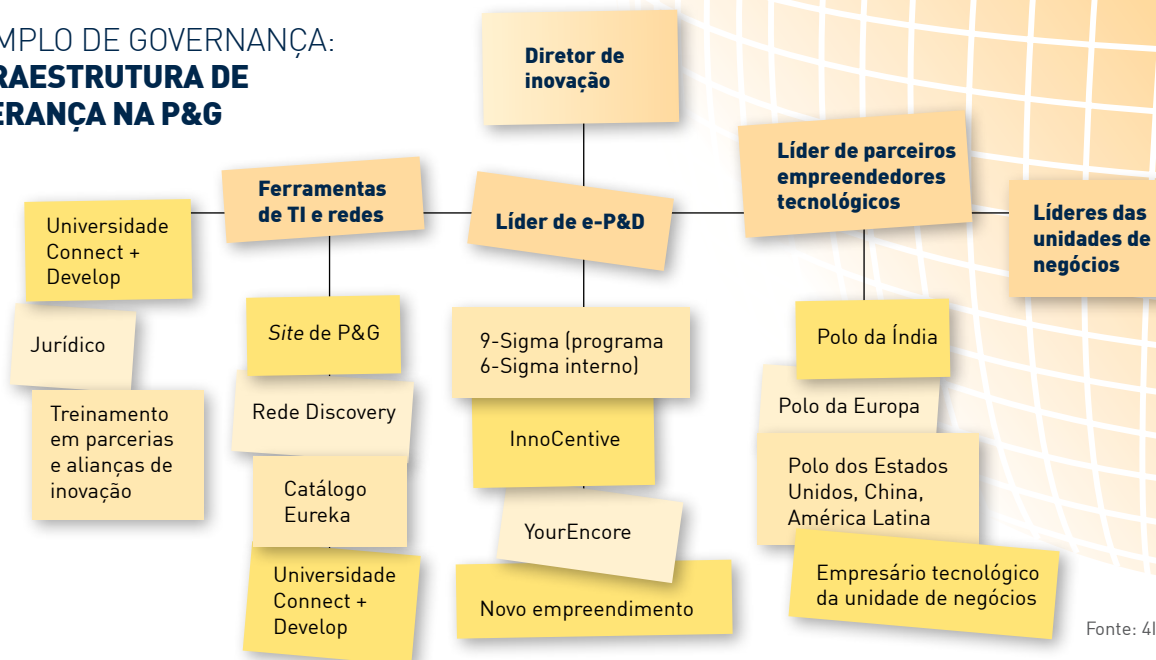 MPLO DE GOVERNANÇA:
RAESTRUTURA DE
ERANÇA NA P&G
Diretor de
inovação
Universidade
Connect +
Develop
Jurídico
Treinamento
em parcerias
e alianças de
inovação
Ferramentas
de TI e redes
Site de P&G
Rede Discovery
Catálogo
Eureka
Universidade
Connect +
Develop
Líder de e-P&D
9-Sigma (programa
6-Sigma interno)
InnoCentive
YourEncore
Novo empreendimento
Líder de parceiros
empreendedores
tecnológicos
Polo da Índia
Polo da Europa
Polo dos Estados
Unidos, China,
América Latina
Empresário tecnológico
da unidade de negócios
Líderes das
unidades de
negócios
Fonte: 4I